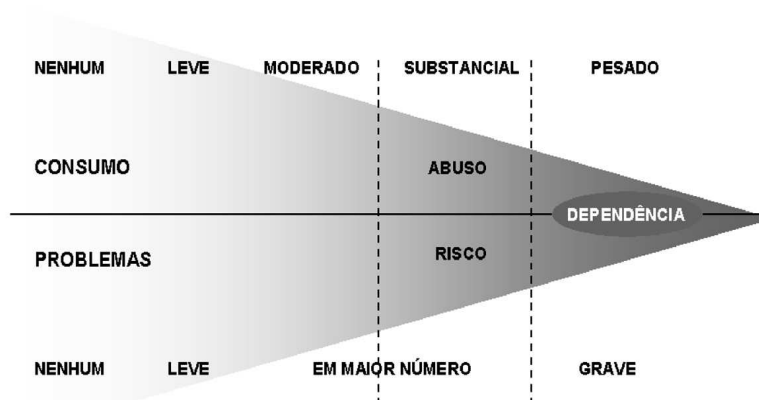 NENHUM LEVE MODERADO SUBSTANCIAL PESADO
CONSUMO ABUSO
DEPENDÊNCIA
PROBLEMAS RISCO
NENHUM LEVE EM MAIOR NÚMERO GRAVE